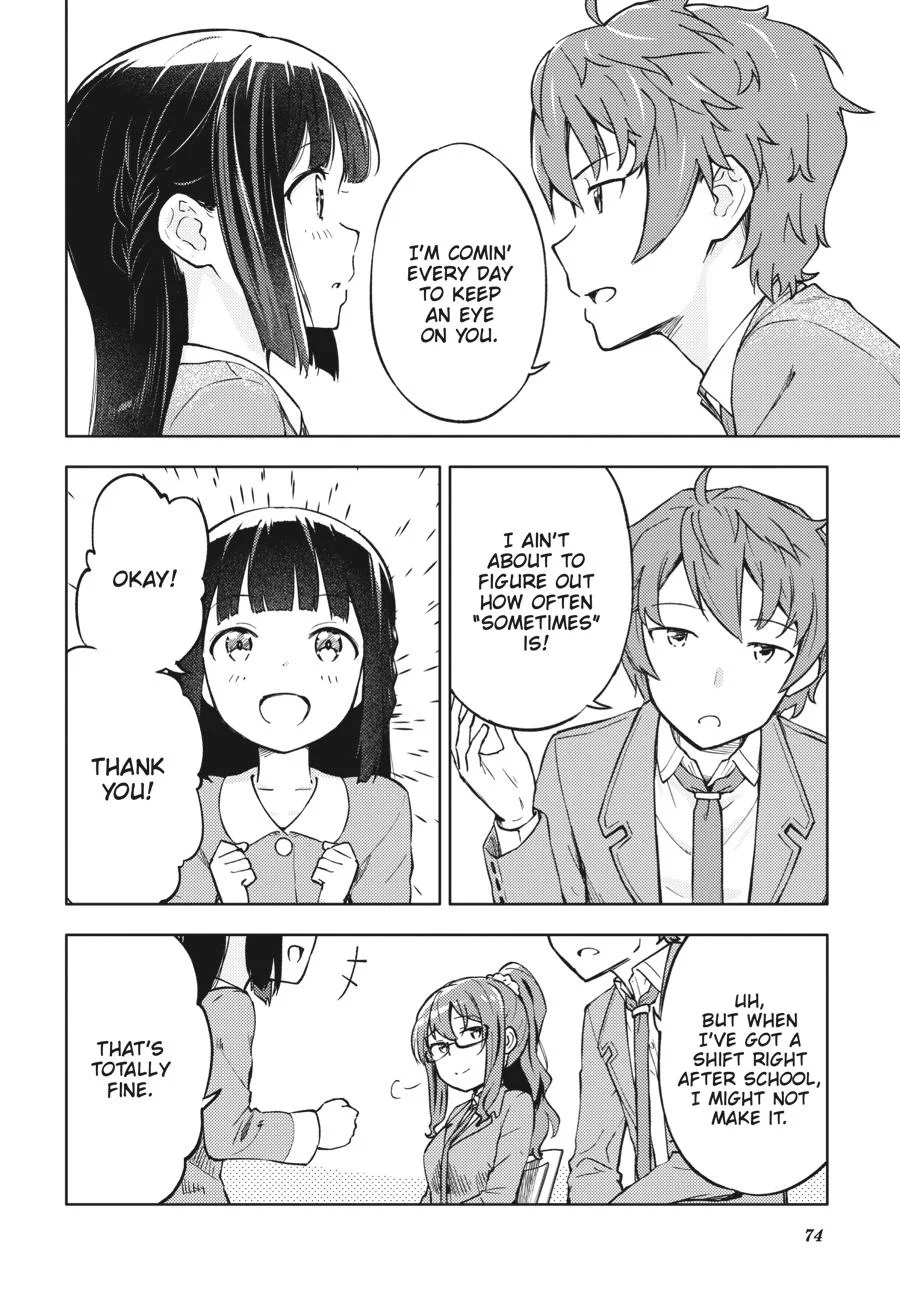 I'M COMIN'
EVERY DAY
TO KEEP
AN EYE
ON YOU.
I AIN'T
ABOUT TO
FIGURE OUT
HOW OFTEN
"SOMETIMES"
IS!
OKAY!
THANK
YOU!
UH,
BUT WHEN
I'VE GOT A
SHIFT RIGHT
AFTER SCHOOL,
I MIGHT NOT
MAKE IT.
THAT'S
TOTALLY
FINE.
74